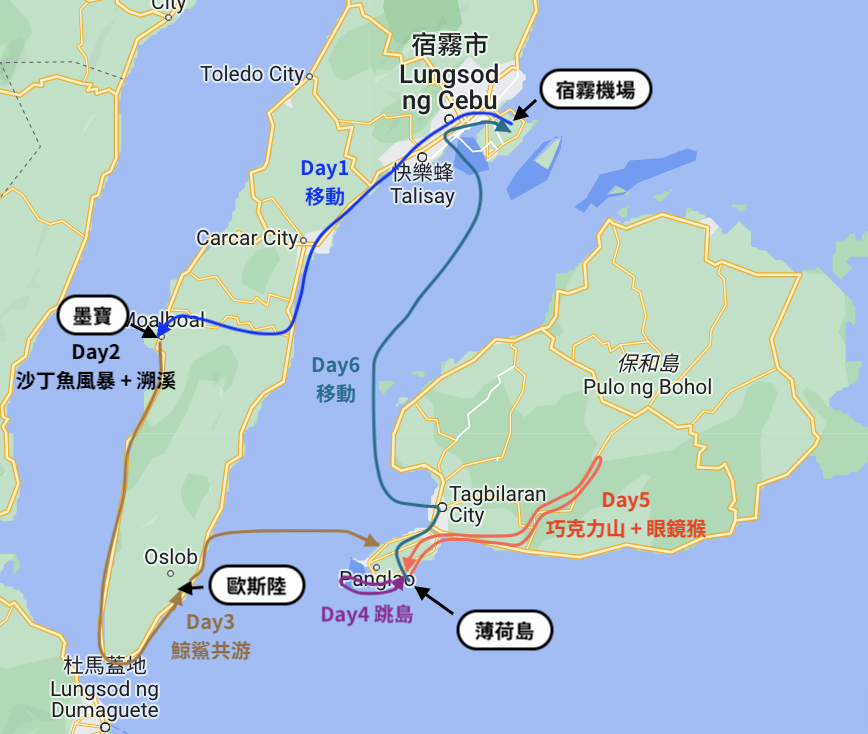 City
宿霧市
Lungsod
ng Cebu
Toledo City
宿霧機場
Day1
移動
快樂蜂
Talisay
Carcar City
墨寶
Moalboal
Day2
沙丁魚風暴 + 溯溪
Day6
移動
保和島
Pulo ng Bohol
Tagbilaran
City
Day5
巧克力山 + 眼鏡猴
Oslob
歐斯陸
Panglao
Day4 跳島
Day3
鯨鯊共游
薄荷島
杜馬蓋地
Lungsod ng
Dumaguete